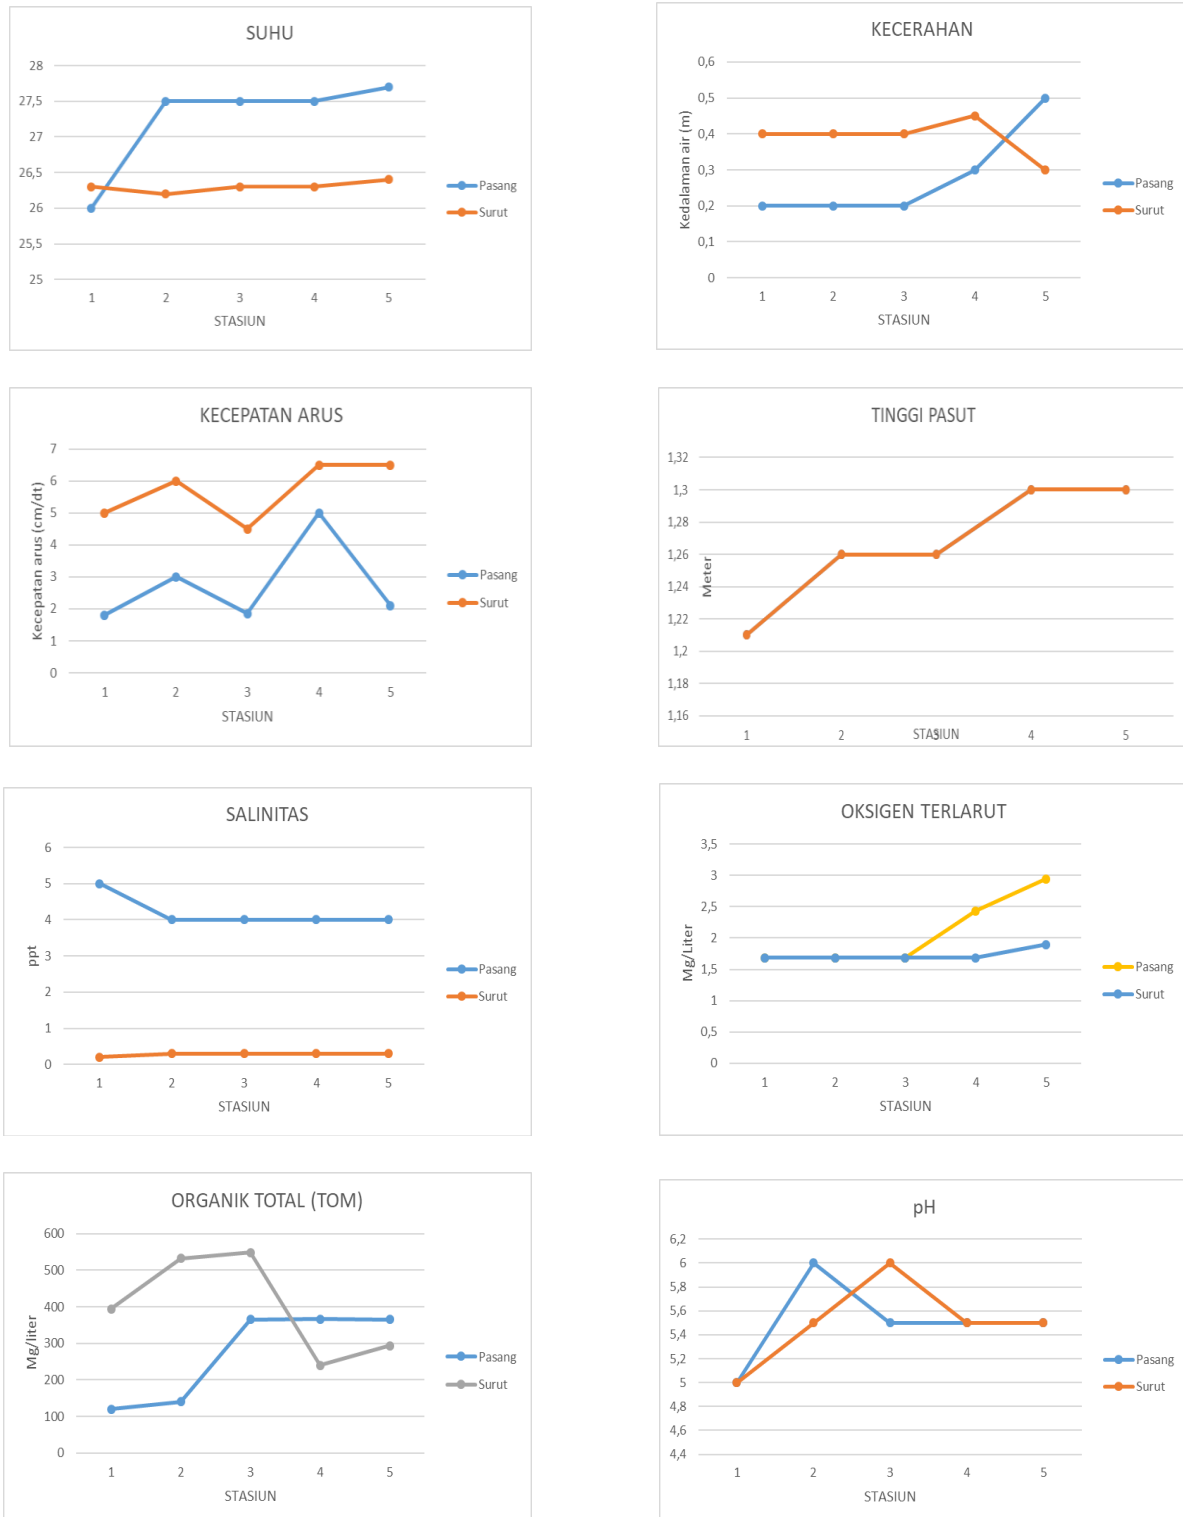 SUHU
28
27,5
27
26,5
26
25,5
25
1 2 3 4 5
STASIUN
Pasang
Surut
KECERAHAN
Kedalaman air (m)
0,6
0,5
0,4
0,3
0,2
0,1
0
1 2 3 4 5
STASIUN
Pasang
Surut
KECEPATAN ARUS
Kecepatan arus (cm/dt)
7
6
5
4
3
2
1
0
1 2 3 4 5
STASIUN
Pasang
Surut
TINGGI PASUT
Meter
1,32
1,3
1,28
1,26
1,24
1,22
1,2
1,18
1,16
1 2 3 4 5
STASIUN
SALINITAS
ppt
6
5
4
3
2
1
0
1 2 3 4 5
STASIUN
Pasang
Surut
OKSIGEN TERLARUT
Mg/Liter
3,5
3
2,5
2
1,5
1
0,5
0
1 2 3 4 5
STASIUN
Pasang
Surut
ORGANIK TOTAL (TOM)
Mg/liter
600
500
400
300
200
100
0
1 2 3 4 5
STASIUN
Pasang
Surut
pH
6,2
6
5,8
5,6
5,4
5,2
5
4,8
4,6
4,4
1 2 3 4 5
STASIUN
Pasang
Surut